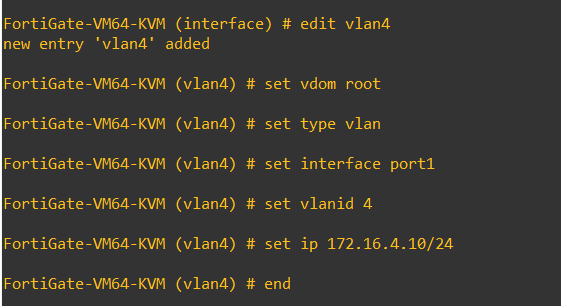 FortiGate-VM64-KVM (interface) # edit vlan4
new entry 'vlan4' added
FortiGate-VM64-KVM (vlan4) # set vdom root
FortiGate-VM64-KVM (vlan4) # set type vlan
FortiGate-VM64-KVM (vlan4) # set interface port1
FortiGate-VM64-KVM (vlan4) # set vlanid 4
FortiGate-VM64-KVM (vlan4) # set ip 172.16.4.10/24
FortiGate-VM64-KVM (vlan4) # end